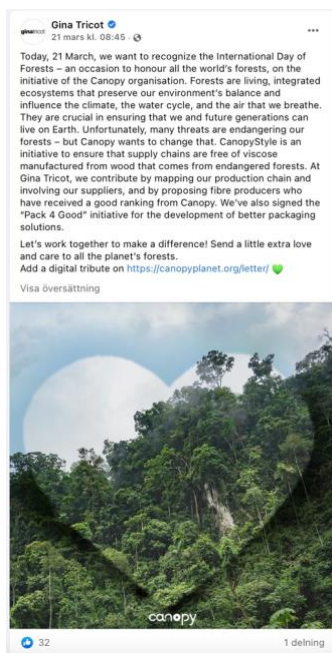 Gina Tricot
ginatricot
21 mars kl. 08:45 ·
Today, 21 March, we want to recognize the International Day of
Forests – an occasion to honour all the world's forests, on the
initiative of the Canopy organisation. Forests are living, integrated
ecosystems that preserve our environment's balance and
influence the climate, the water cycle, and the air that we breathe.
They are crucial in ensuring that we and future generations can
live on Earth. Unfortunately, many threats are endangering our
forests – but Canopy wants to change that. CanopyStyle is an
initiative to ensure that supply chains are free of viscose
manufactured from wood that comes from endangered forests. At
Gina Tricot, we contribute by mapping our production chain and
involving our suppliers, and by proposing fibre producers who
have received a good ranking from Canopy. We've also signed the
"Pack 4 Good" initiative for the development of better packaging
solutions.
Let's work together to make a difference! Send a little extra love
and care to all the planet's forests.
Add a digital tribute on https://canopyplanet.org/letter/ 💚
Visa översättning
canopy
32
1 delning